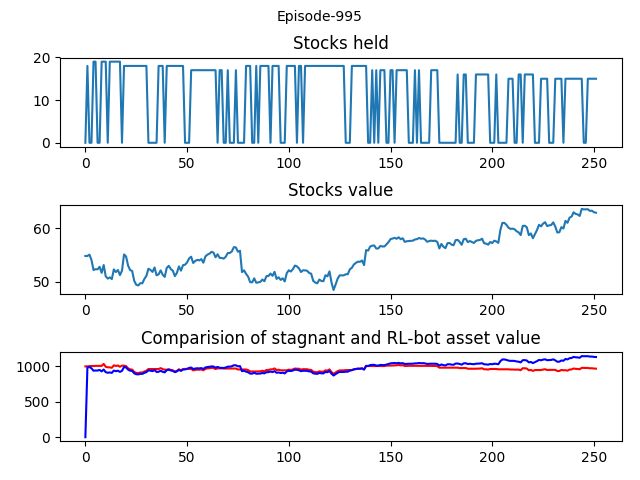 Episode-995
Stocks held
20
10
0
0 50 100 150 200 250
Stocks value
60
50
0 50 100 150 200 250
Comparision of stagnant and RL-bot asset value
1000
500
0
0 50 100 150 200 250